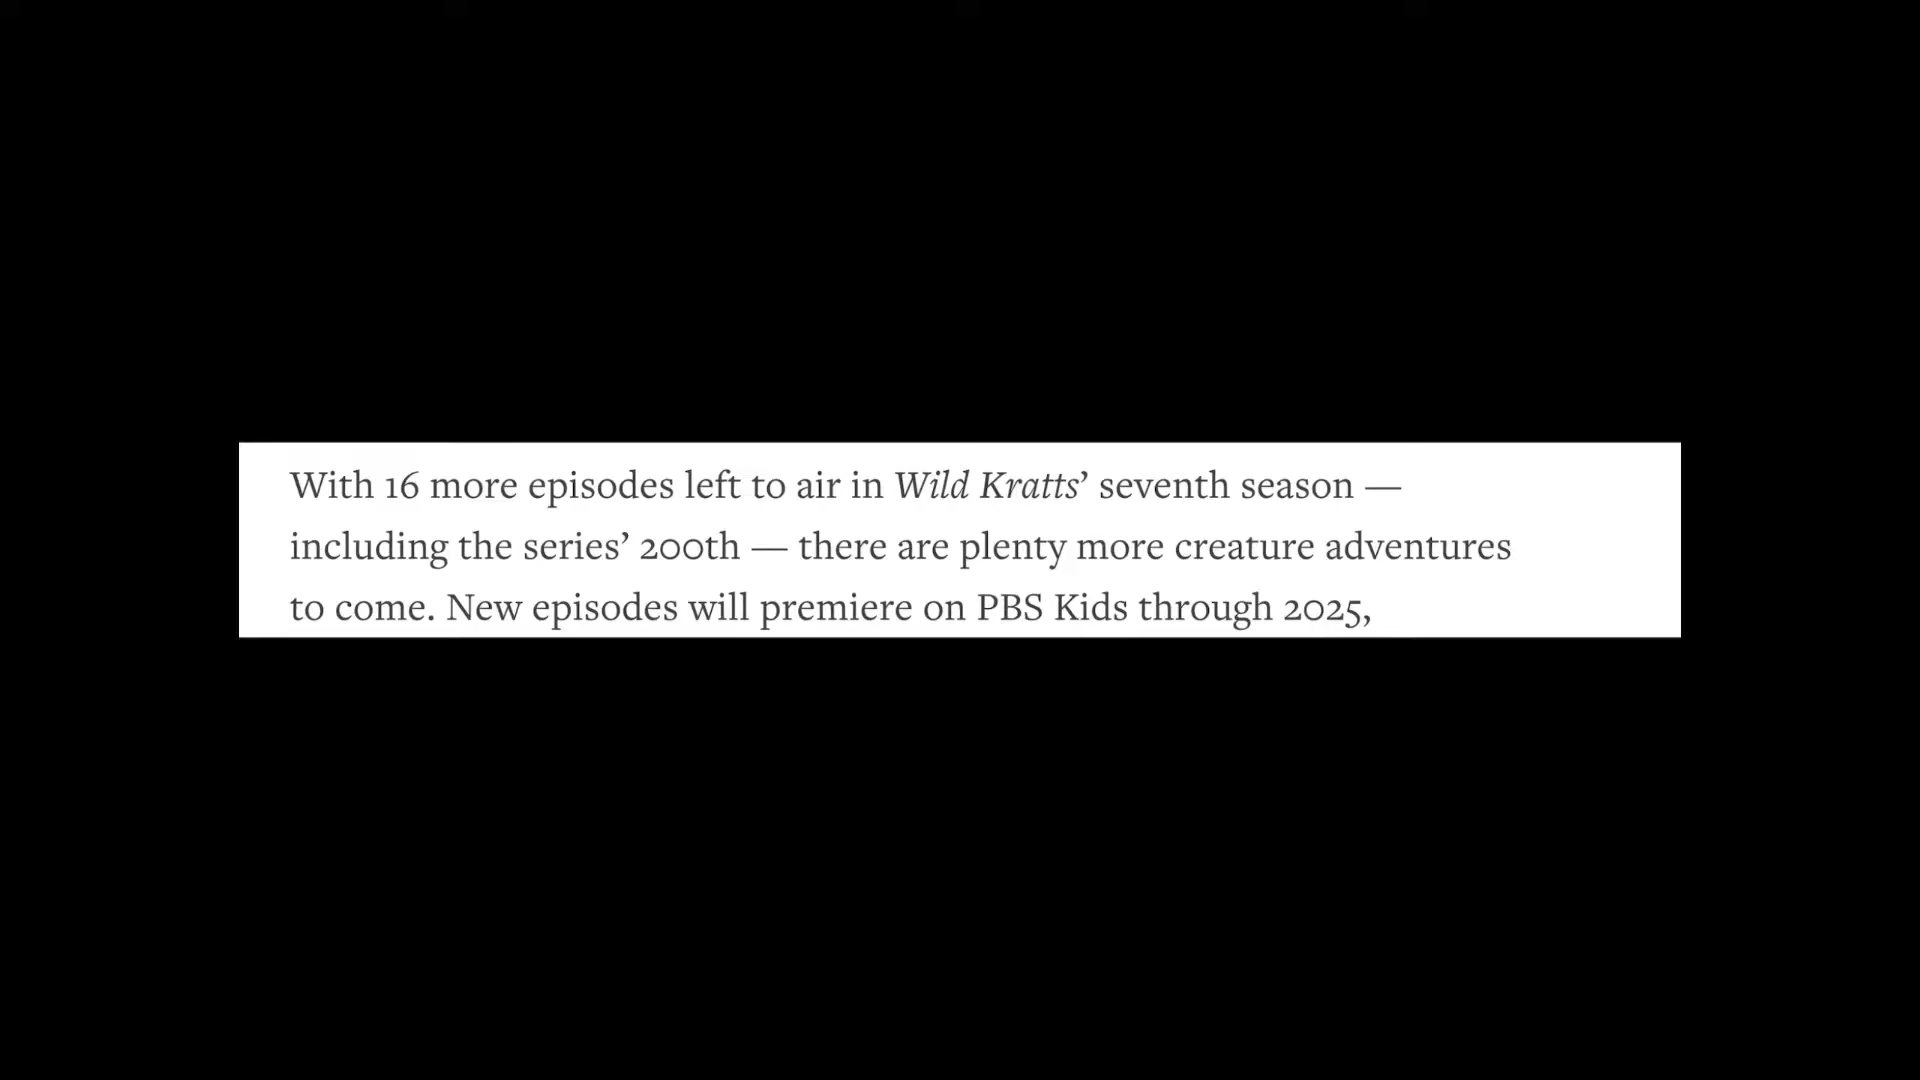 With 16 more episodes left to air in Wild Kratts’ seventh season —
including the series’ 200th — there are plenty more creature adventures
to come. New episodes will premiere on PBS Kids through 2025,